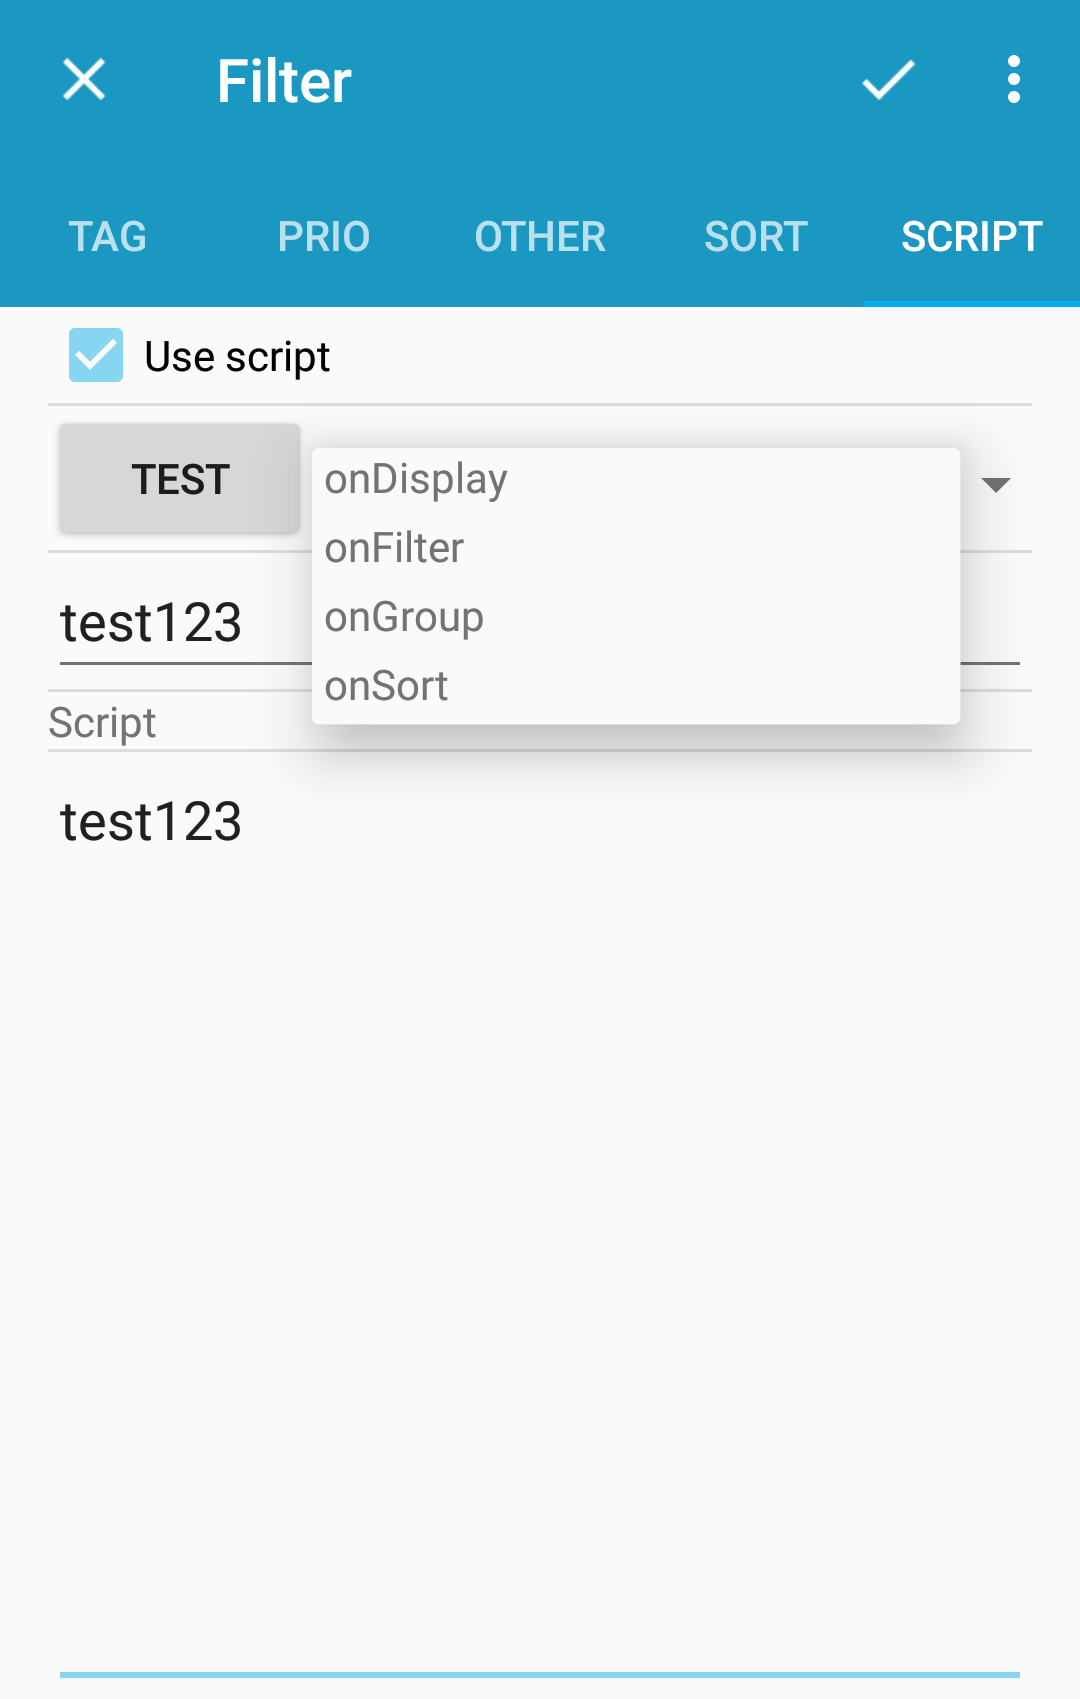 Filter
TAG PRIO OTHER SORT SCRIPT
Use script
TEST
onDisplay
onFilter
onGroup
onSort
test123
Script
test123